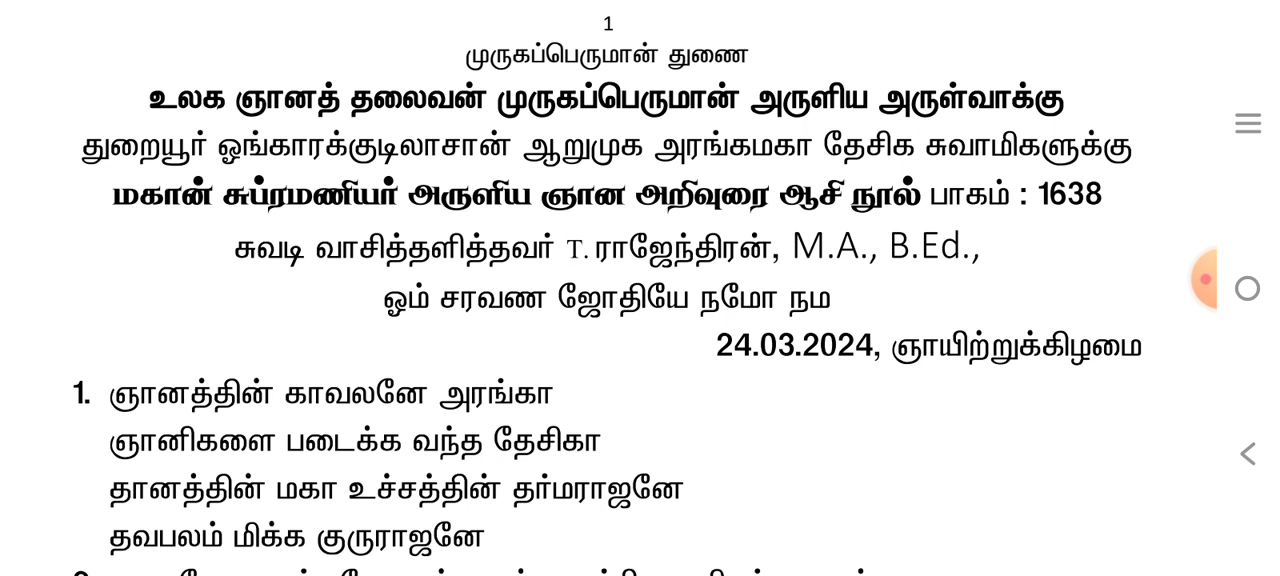 1
முருகப்பெருமான் துணை
உலக ஞானத் தலைவன் முருகப்பெருமான் அருளிய அருள்வாக்கு
துறையூர் ஓங்காரக்குடிலாசான் ஆறுமுக அரங்கமகா தேசிக சுவாமிகளுக்கு
மகான் சுப்ரமணியர் அருளிய ஞான அறிவுரை ஆசி நூல் பாகம் : 1638
சுவடி வாசித்தளித்தவர் T. ராஜேந்திரன், M.A., B.Ed.,
ஓம் சரவண ஜோதியே நமோ நம
24.03.2024, ஞாயிற்றுக்கிழமை
1. ஞானத்தின் காவலனே அரங்கா
ஞானிகளை படைக்க வந்த தேசிகா
தானத்தின் மகா உச்சத்தின் தர்மராஜனே
தவபலம் மிக்க குருராஜனே